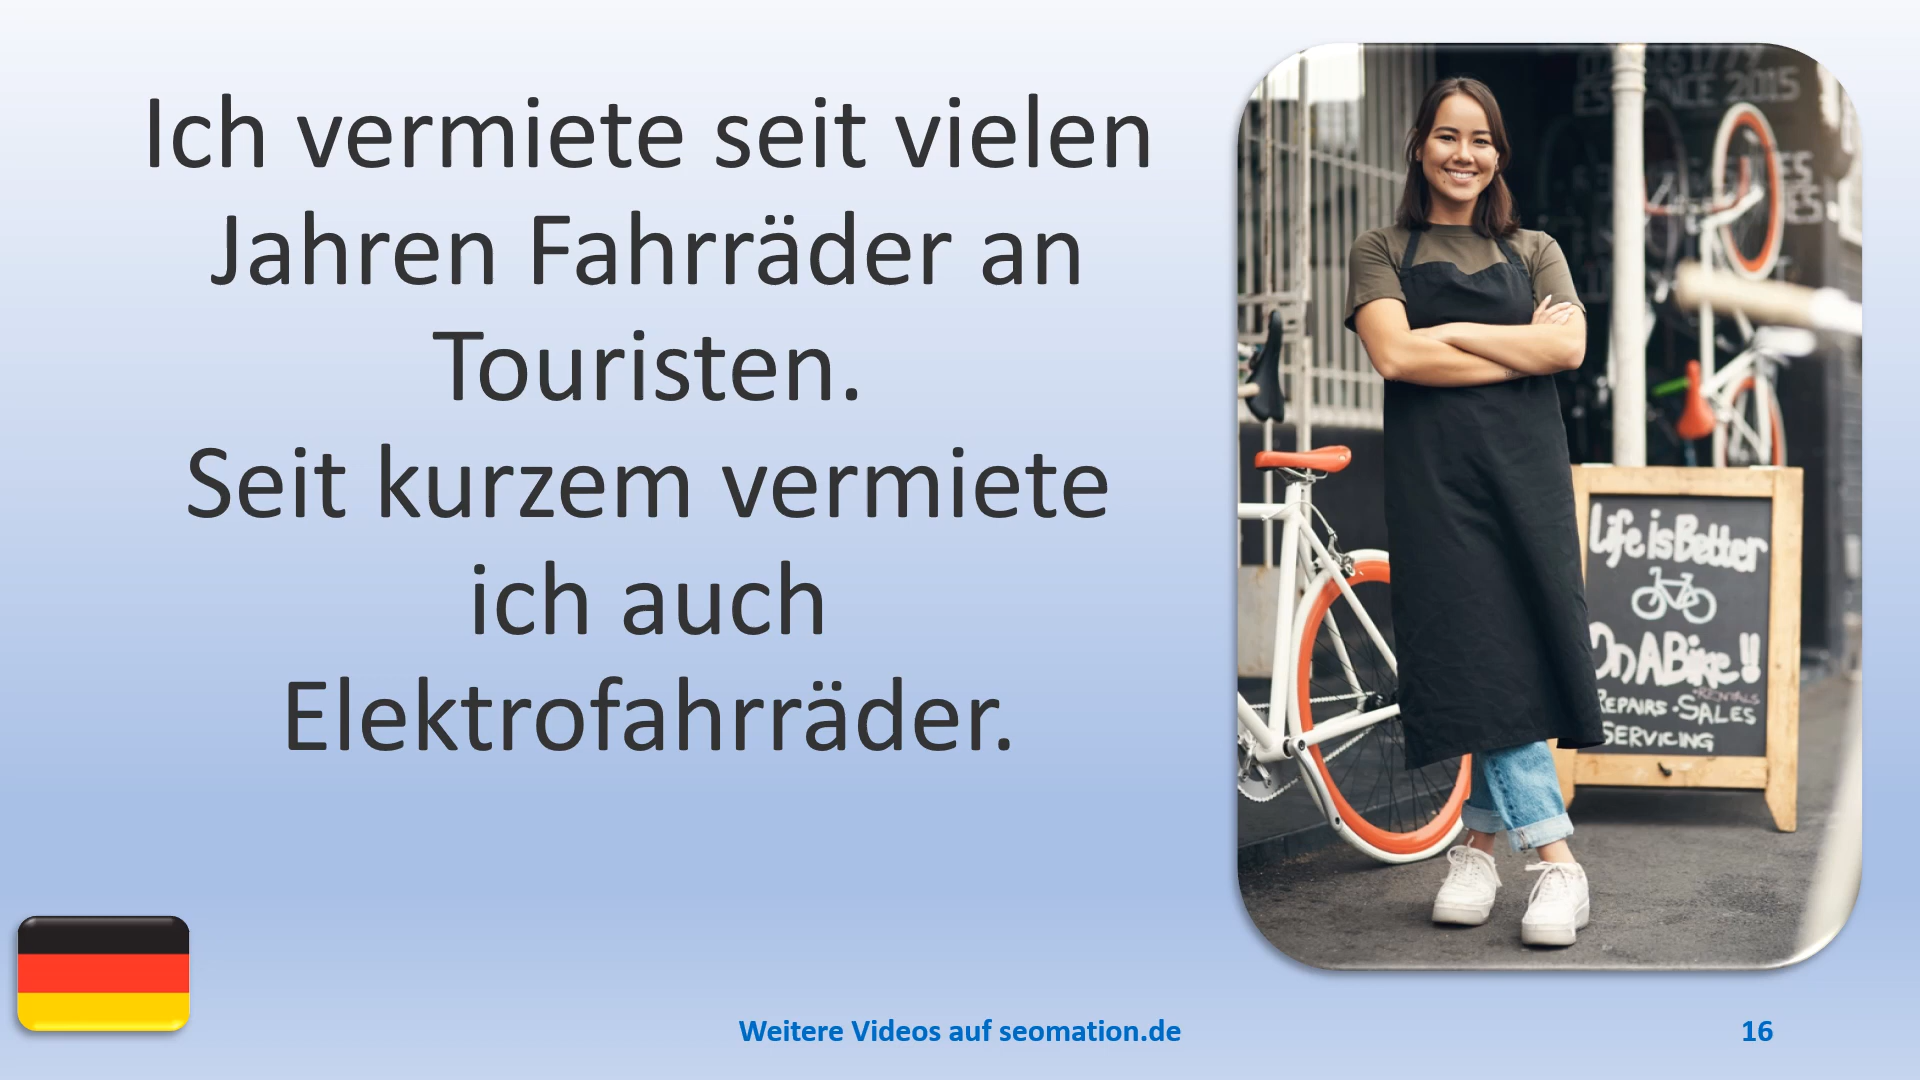 Ich vermiete seit vielen
Jahren Fahrräder an
Touristen.
Seit kurzem vermiete
ich auch
Elektrofahrräder.
2015
Life is Better
On A Bike!!
RENTALS
REPAIRS · SALES
SERVICING
Weitere Videos auf seomation.de
16